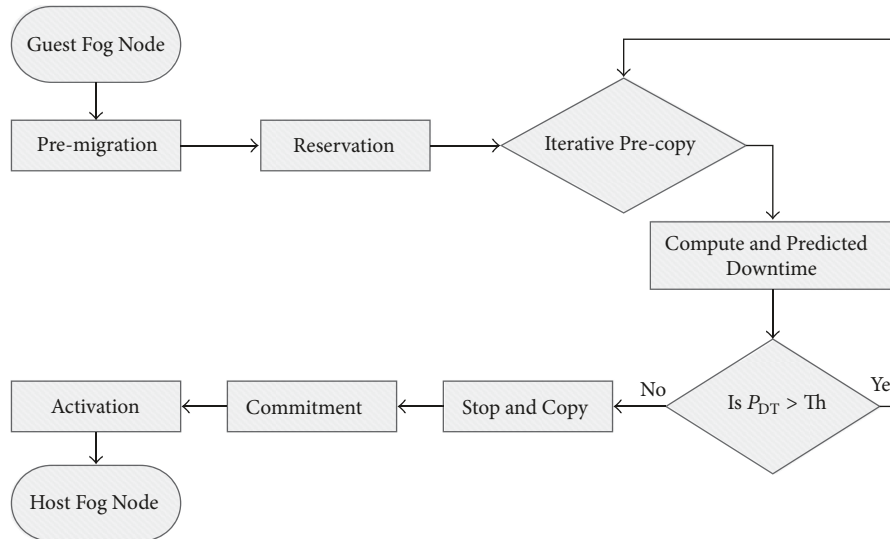 Guest Fog Node
Pre-migration
Reservation
Iterative Pre-copy
Compute and Predicted
Downtime
Is P_DT > Th
Ye
No
Stop and Copy
Commitment
Activation
Host Fog Node